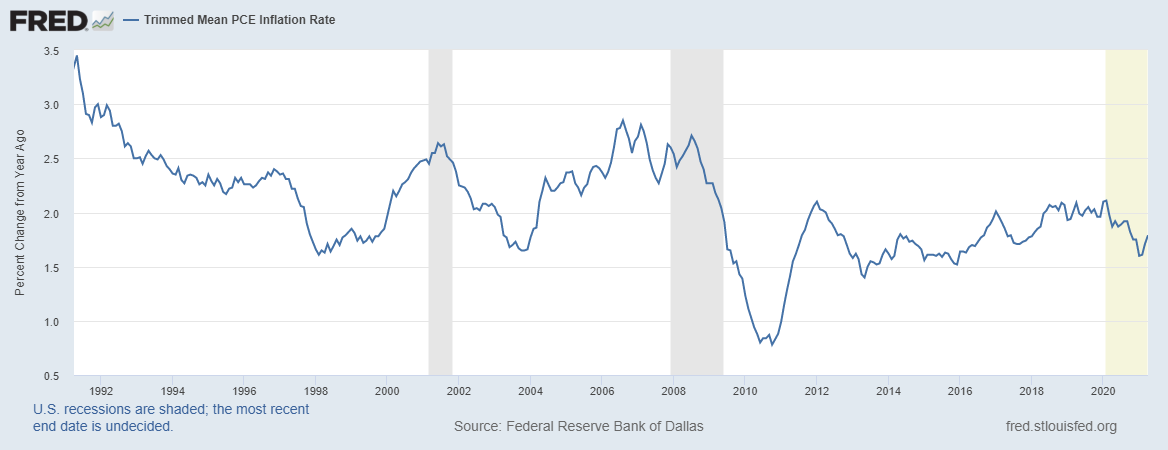 FRED
Trimmed Mean PCE Inflation Rate
Percent Change from Year Ago
3.5
3.0
2.5
2.0
1.5
1.0
0.5
1992 1994 1996 1998 2000 2002 2004 2006 2008 2010 2012 2014 2016 2018 2020
U.S. recessions are shaded; the most recent
end date is undecided.
Source: Federal Reserve Bank of Dallas
fred.stlouisfed.org